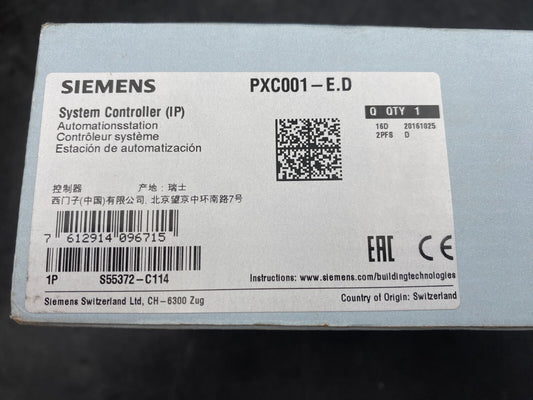 SIEMENS
PXC001-E.D
System Controller (IP)
Automationsstation
Contrôleur système
Estación de automatización
Q QTY 1
16D 20161025
2PFS D
控制器 产地: 瑞士
西门子(中国)有限公司, 北京望京中环南路7号
7 612914 096715
EAC CE
1P S55372-C114
Instructions: www.siemens.com/buildingtechnologies
Siemens Switzerland Ltd, CH-6300 Zug
Country of Origin: Switzerland